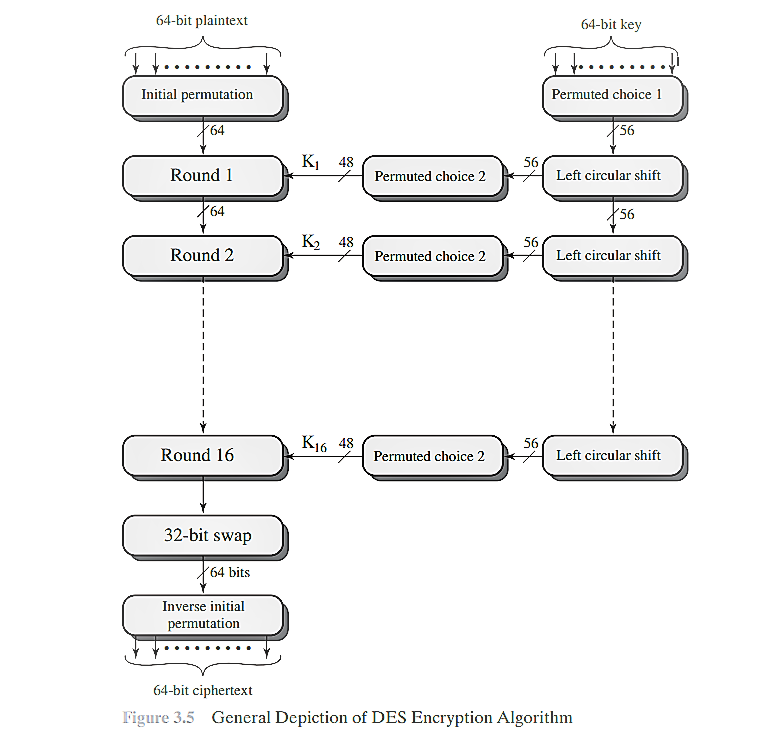 64-bit plaintext
64-bit key
Initial permutation
Permuted choice 1
64
56
Round 1
K1
48
Permuted choice 2
56
Left circular shift
64
56
Round 2
K2
48
Permuted choice 2
56
Left circular shift
Round 16
K16
48
Permuted choice 2
56
Left circular shift
32-bit swap
64 bits
Inverse initial
permutation
64-bit ciphertext
Figure 3.5 General Depiction of DES Encryption Algorithm